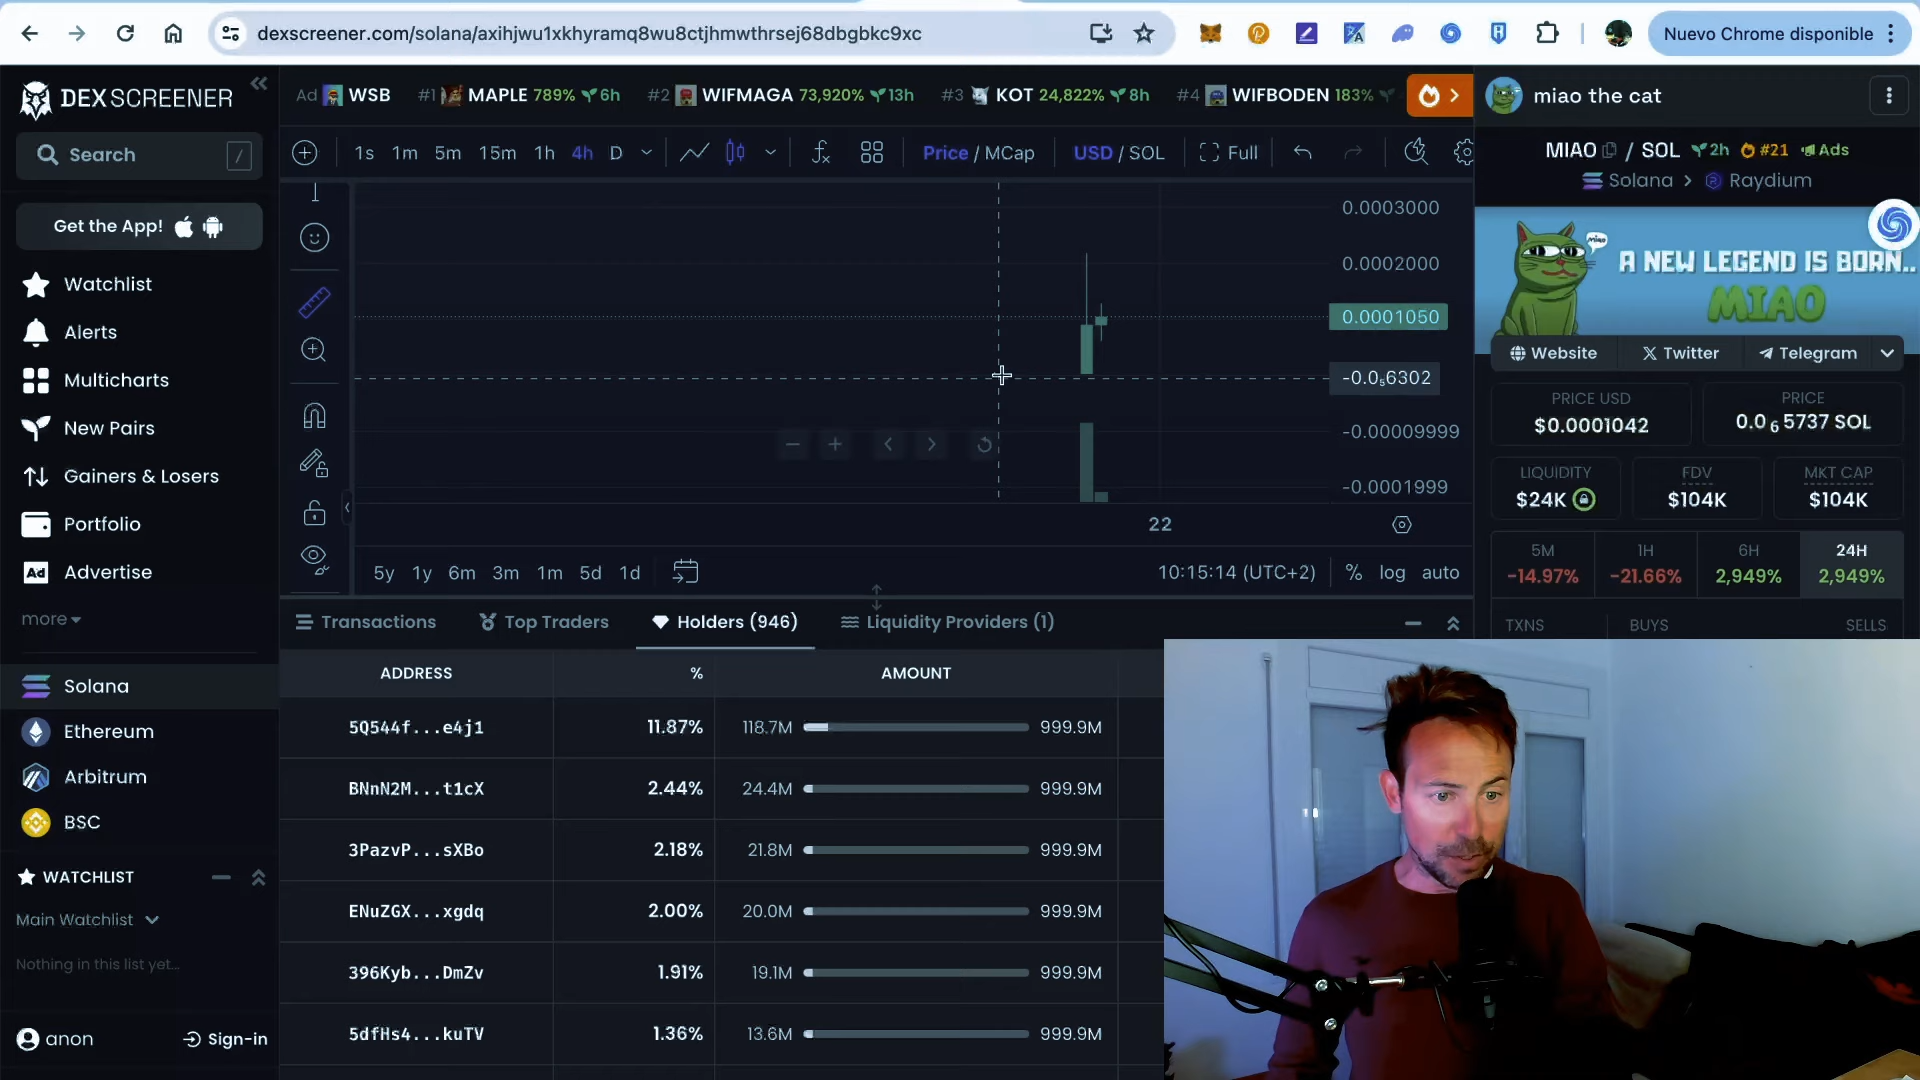 dexscreener.com/solana/axihjwu1xkhyramq8wu8ctjhmwthrsej68dbgbkc9xc
Nuevo Chrome disponible
DEX SCREENER
Search /
Get the App!
Watchlist
Alerts
Multicharts
New Pairs
Gainers & Losers
Portfolio
Ad Advertise
more
Solana
Ethereum
Arbitrum
BSC
WATCHLIST
Main Watchlist
Nothing in this list yet...
anon Sign-in
Ad WSB #1 MAPLE 789% 6h #2 WIFMAGA 73,920% 13h #3 KOT 24,822% 8h #4 WIFBODEN 183%
1s 1m 5m 15m 1h 4h D Price / MCap USD / SOL Full
0.0003000
0.0002000
0.0001050
-0.0₅6302
-0.00009999
-0.0001999
22
5y 1y 6m 3m 1m 5d 1d 10:15:14 (UTC+2) % log auto
Transactions Top Traders Holders (946) Liquidity Providers (1)
ADDRESS % AMOUNT
5Q544f...e4j1 11.87% 118.7M 999.9M
BNnN2M...t1cX 2.44% 24.4M 999.9M
3PazvP...sXBo 2.18% 21.8M 999.9M
ENuZGX...xgdq 2.00% 20.0M 999.9M
396Kyb...DmZv 1.91% 19.1M 999.9M
5dfHs4...kuTV 1.36% 13.6M 999.9M
miao the cat
MIAO / SOL 2h #21 Ads
Solana > Raydium
miao
A NEW LEGEND IS BORN..
MIAO
Website Twitter Telegram
PRICE USD PRICE
$0.0001042 0.0₆5737 SOL
LIQUIDITY FDV MKT CAP
$24K $104K $104K
5M 1H 6H 24H
-14.97% -21.66% 2,949% 2,949%
TXNS BUYS SELLS